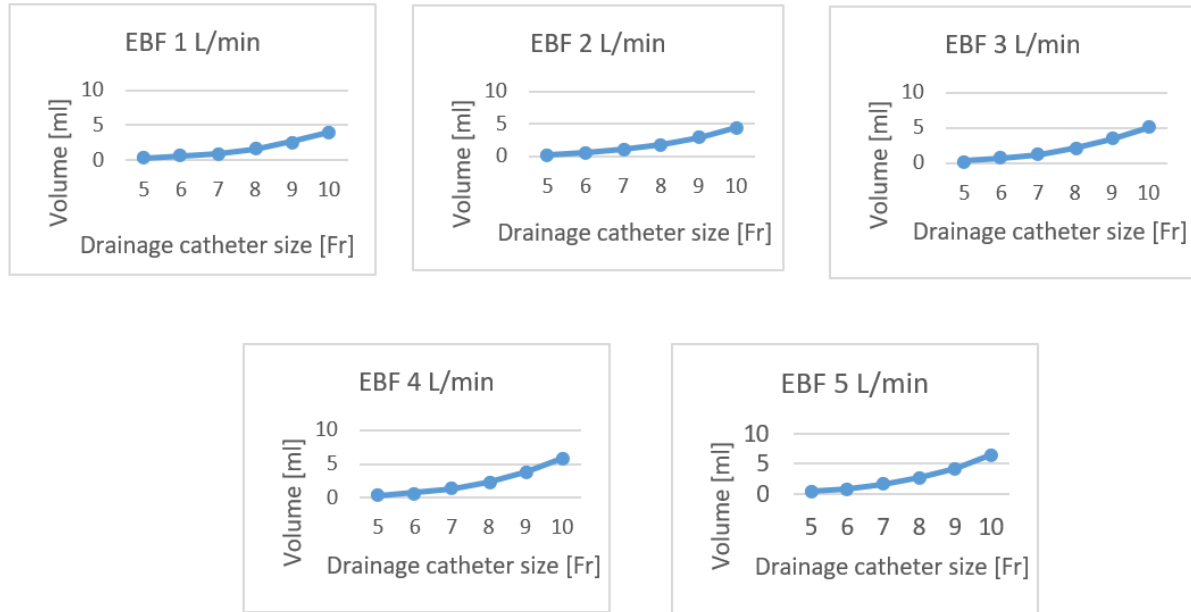 EBF 1 L/min
10
5
0
Volume [ml]
5 6 7 8 9 10
Drainage catheter size [Fr]
EBF 2 L/min
10
5
0
Volume [ml]
5 6 7 8 9 10
Drainage catheter size [Fr]
EBF 3 L/min
10
5
0
Volume [ml]
5 6 7 8 9 10
Drainage catheter size [Fr]
EBF 4 L/min
10
5
0
Volume [ml]
5 6 7 8 9 10
Drainage catheter size [Fr]
EBF 5 L/min
10
5
0
Volume [ml]
5 6 7 8 9 10
Drainage catheter size [Fr]